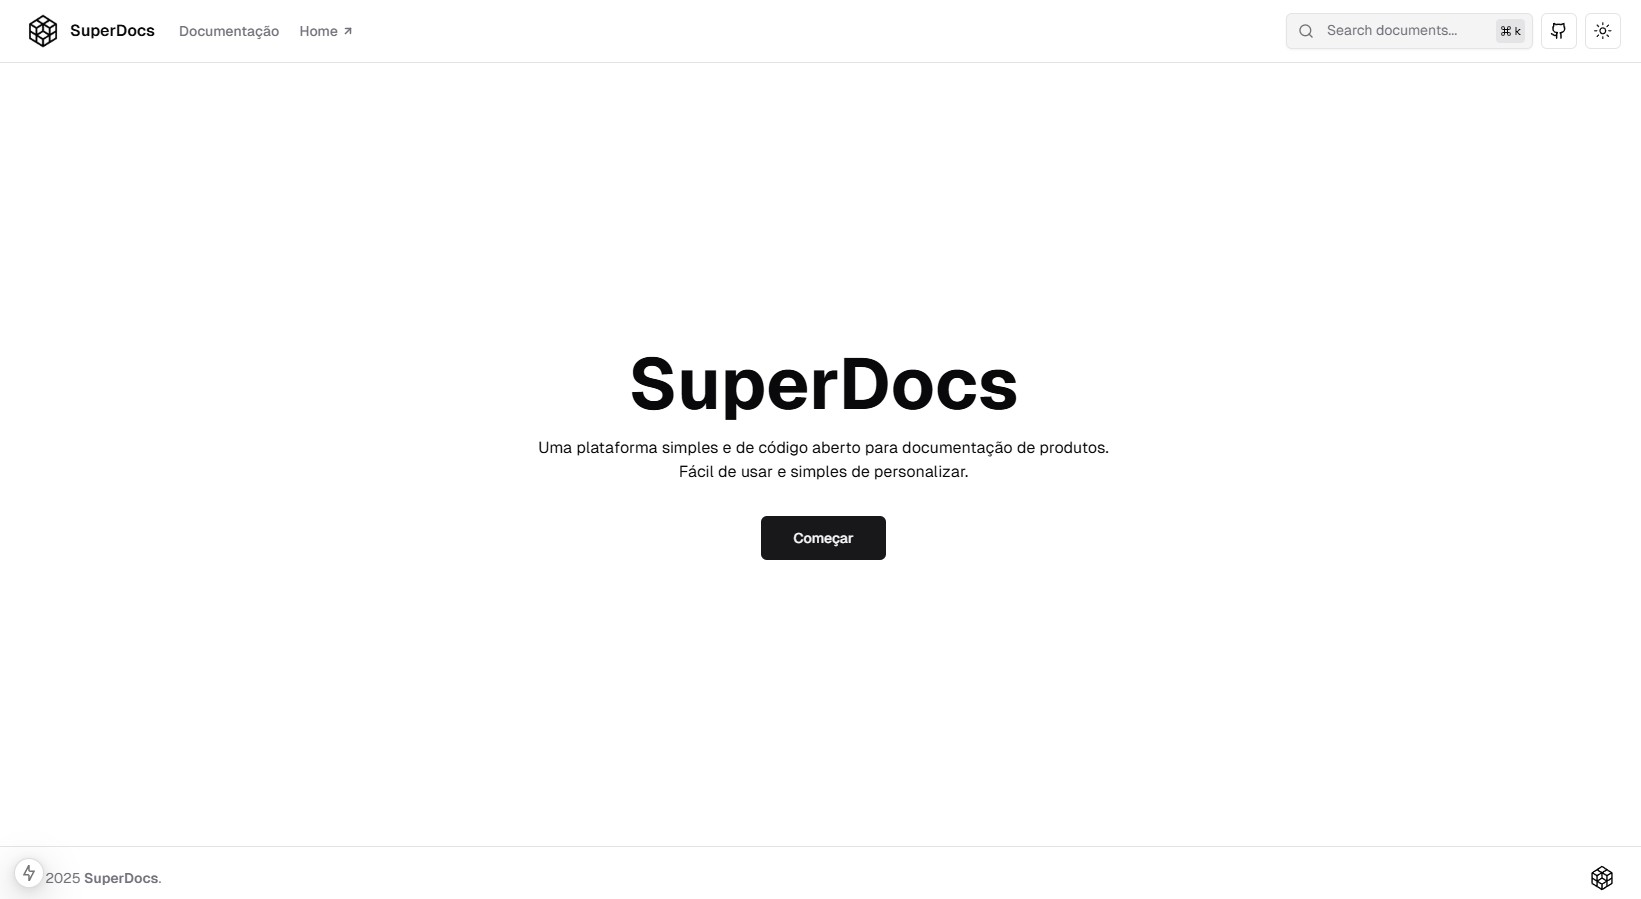 SuperDocs
Documentação
Home
Search documents...
⌘ k
SuperDocs
Uma plataforma simples e de código aberto para documentação de produtos.
Fácil de usar e simples de personalizar.
Começar
2025 SuperDocs.